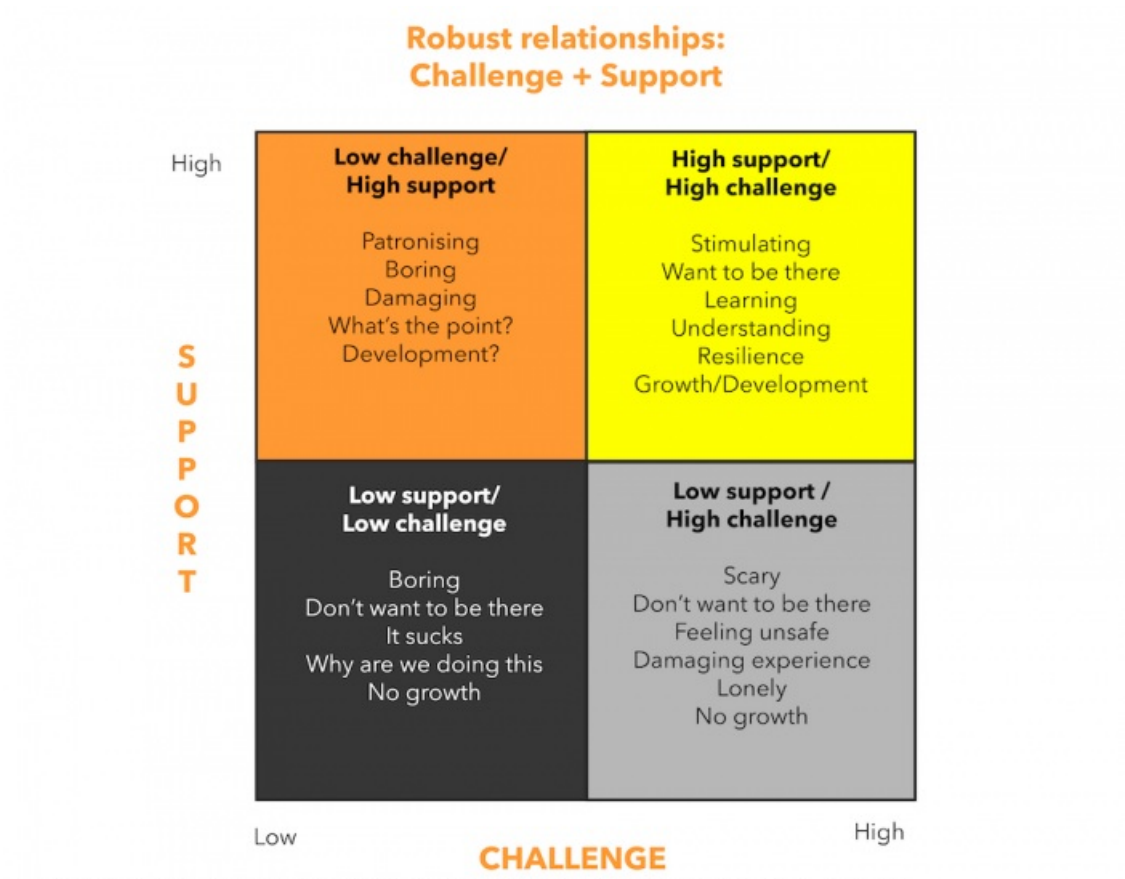 Robust relationships:
Challenge + Support
High
Low challenge/
High support
Patronising
Boring
Damaging
What's the point?
Development?
High support/
High challenge
Stimulating
Want to be there
Learning
Understanding
Resilience
Growth/Development
SUPPORT
Low support/
Low challenge
Boring
Don't want to be there
It sucks
Why are we doing this
No growth
Low support /
High challenge
Scary
Don't want to be there
Feeling unsafe
Damaging experience
Lonely
No growth
Low
High
CHALLENGE